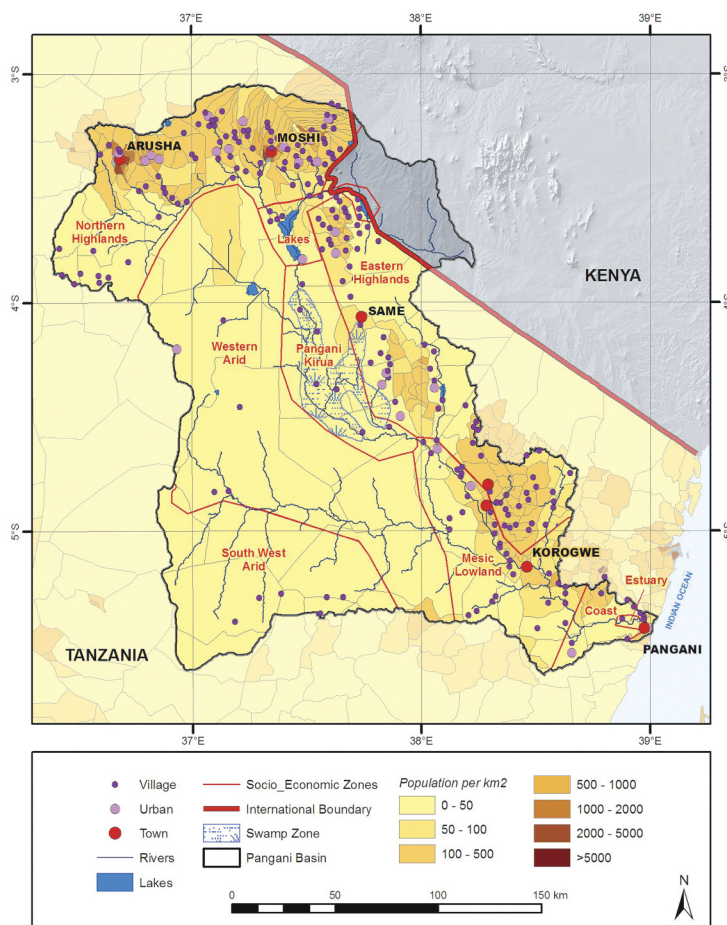 37°E
38°E
39°E
3°S
3°S
ARUSHA
MOSHI
Northern
Highlands
Lakes
KENYA
Eastern
Highlands
4°S
4°S
SAME
Western
Arid
Pangani
Kirua
5°S
5°S
KOROGWE
South West
Arid
Mesic
Lowland
Estuary
Coast
INDIAN OCEAN
TANZANIA
PANGANI
37°E
38°E
39°E
Village
Urban
Town
Rivers
Lakes
Socio_Economic Zones
International Boundary
Swamp Zone
Pangani Basin
Population per km2
0 - 50
50 - 100
100 - 500
500 - 1000
1000 - 2000
2000 - 5000
>5000
0 50 100 150 km
N